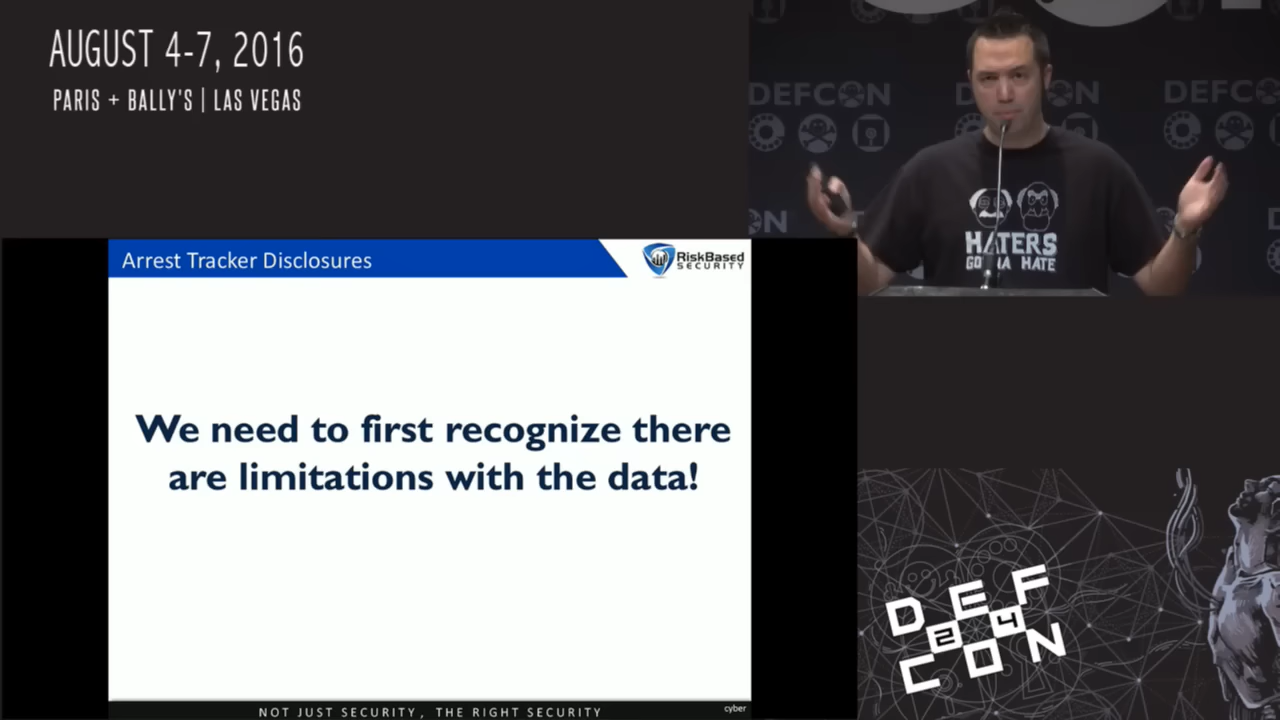 AUGUST 4-7, 2016
PARIS + BALLY'S | LAS VEGAS
DEFCON
DEFCON
HATERS
GONNA HATE
Arrest Tracker Disclosures
RiskBased
SECURITY
We need to first recognize there
are limitations with the data!
NOT JUST SECURITY, THE RIGHT SECURITY
cyber
DEF
24
CON